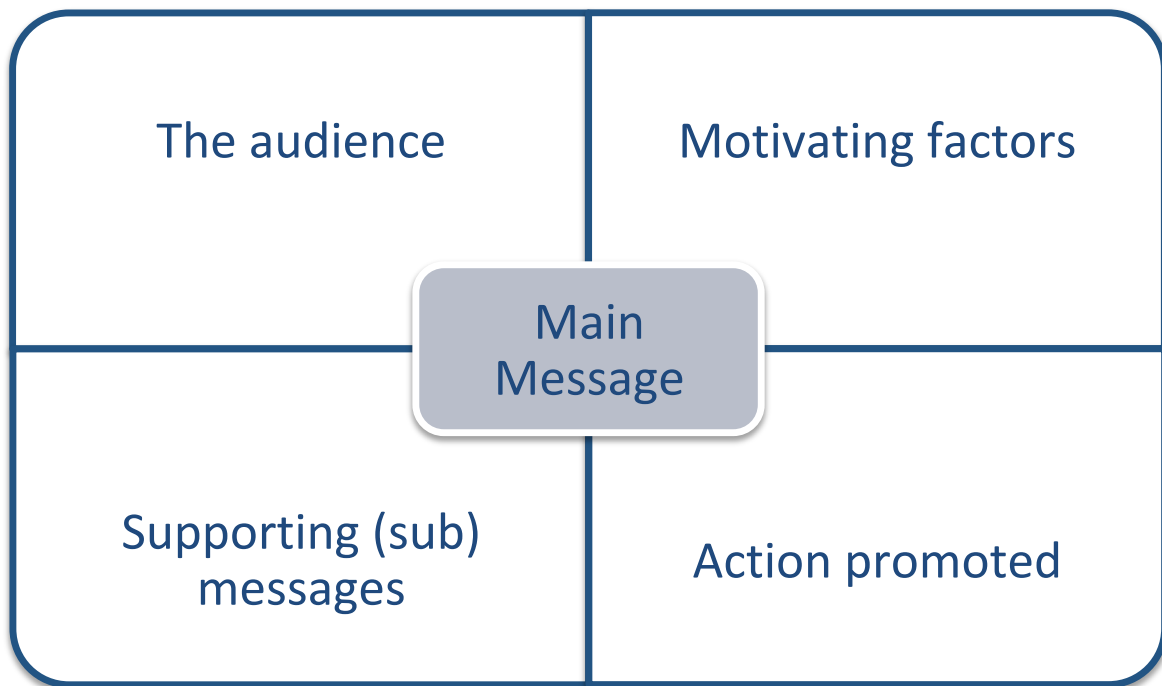 The audience
Motivating factors
Main
Message
Supporting (sub)
messages
Action promoted